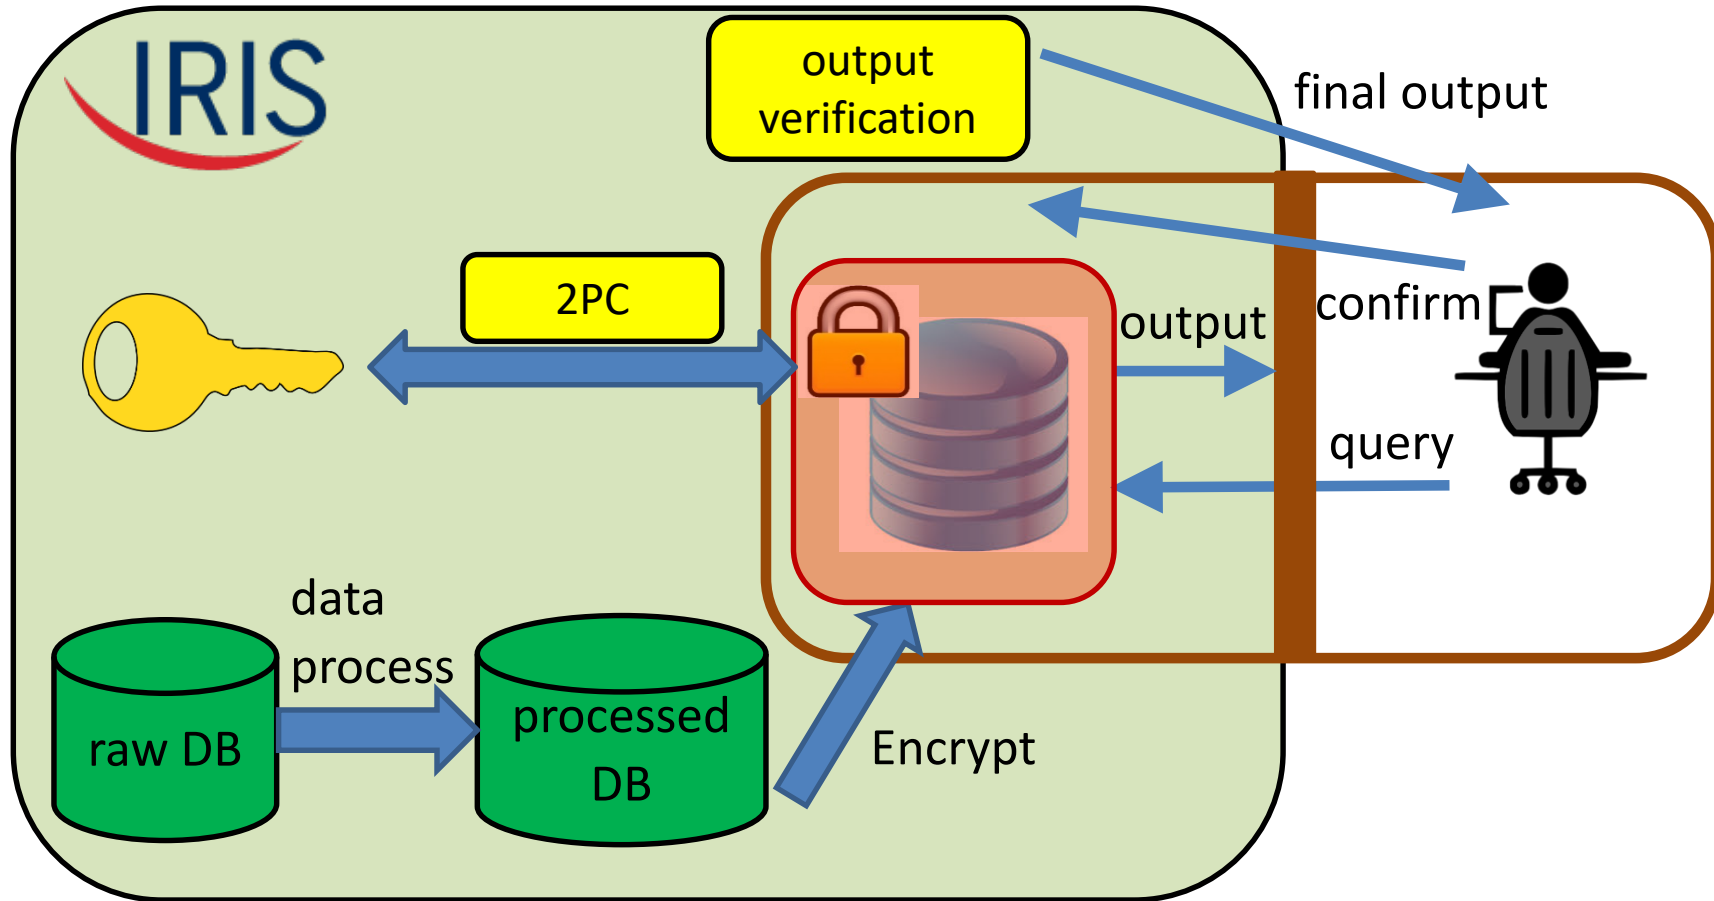 IRIS
output
verification
final output
2PC
output
confirm
query
data
process
raw DB
processed
DB
Encrypt